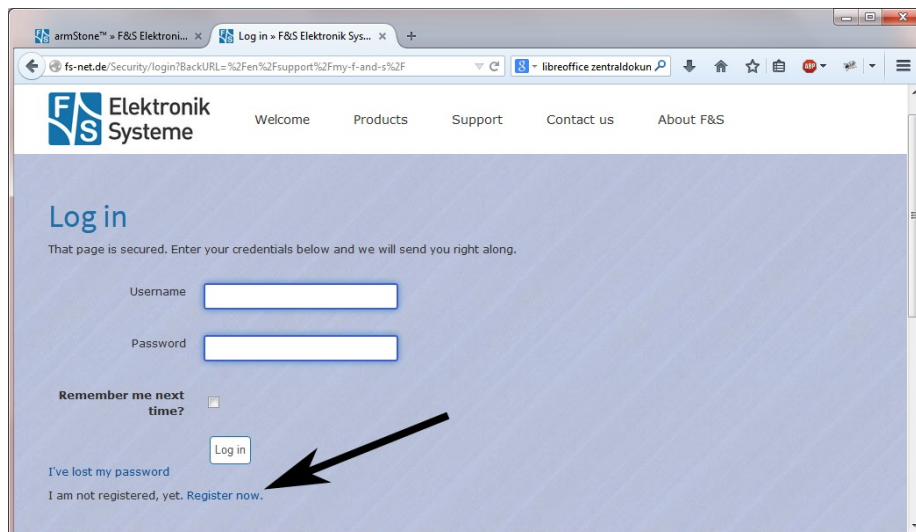 armStone™ » F&S Elektroni... ×
Log in » F&S Elektronik Sys... ×
+
fs-net.de/Security/login?BackURL=%2Fen%2Fsupport%2Fmy-f-and-s%2F
8
libreoffice zentraldokun
ABP
F S Elektronik Systeme
Welcome Products Support Contact us About F&S
Log in
That page is secured. Enter your credentials below and we will send you right along.
Username
Password
Remember me next
time?
Log in
I've lost my password
I am not registered, yet. Register now.